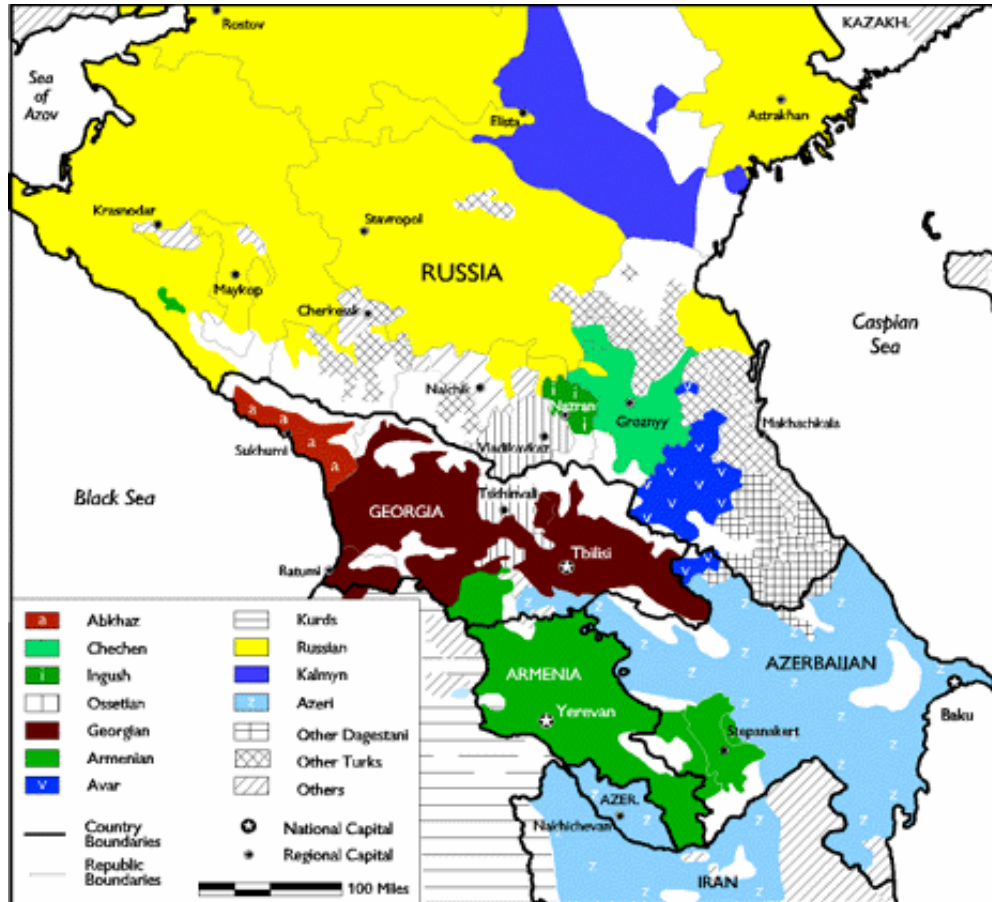 Rostov
KAZAKH.
Sea
of
Azov
Elista
Astrakhan
Krasnodar
Stavropol
RUSSIA
Maykop
Cherkessk
Caspian
Sea
Nalchik
Nazran
i
i
i
Groznyy
v
Makhachkala
Vladikavkaz
a
a
a
a
Sukhumi
Black Sea
v
v
v
v
v
v
v
GEORGIA
Tskhinvali
Tbilisi
v
Batumi
z
z
z
z
z
z
z
z
z
z
AZERBAIJAN
ARMENIA
Yerevan
Stepanakert
Baku
AZER.
Nakhichevan
z
z
z
z
z
IRAN
a Abkhaz
Chechen
i Ingush
Ossetian
Georgian
Armenian
v Avar
Country
Boundaries
Republic
Boundaries
Kurds
Russian
Kalmyn
z Azeri
Other Dagestani
Other Turks
Others
National Capital
Regional Capital
100 Miles